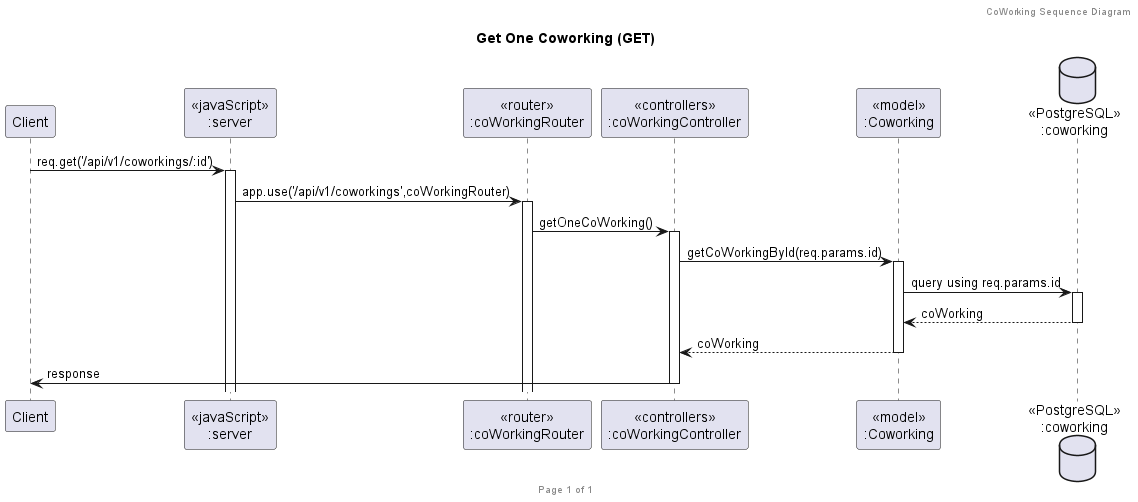 CoWorking Sequence Diagram
Get One Coworking (GET)
Client
«javaScript»
:server
«router»
:coWorkingRouter
«controllers»
:coWorkingController
«model»
:Coworking
«PostgreSQL»
:coworking
req.get('/api/v1/coworkings/:id')
app.use('/api/v1/coworkings',coWorkingRouter)
getOneCoWorking()
getCoWorkingById(req.params.id)
query using req.params.id
coWorking
coWorking
response
Client
«javaScript»
:server
«router»
:coWorkingRouter
«controllers»
:coWorkingController
«model»
:Coworking
«PostgreSQL»
:coworking
Page 1 of 1